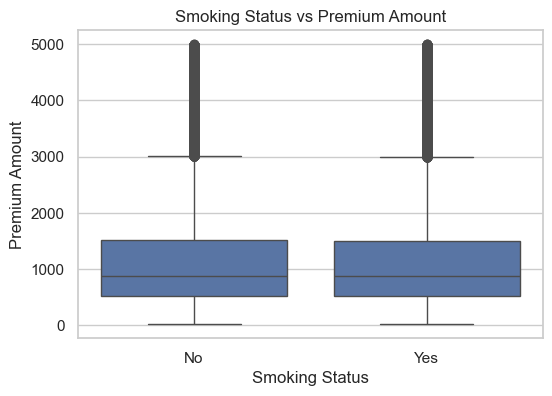 Smoking Status vs Premium Amount
5000
4000
3000
2000
1000
0
Premium Amount
No Yes
Smoking Status